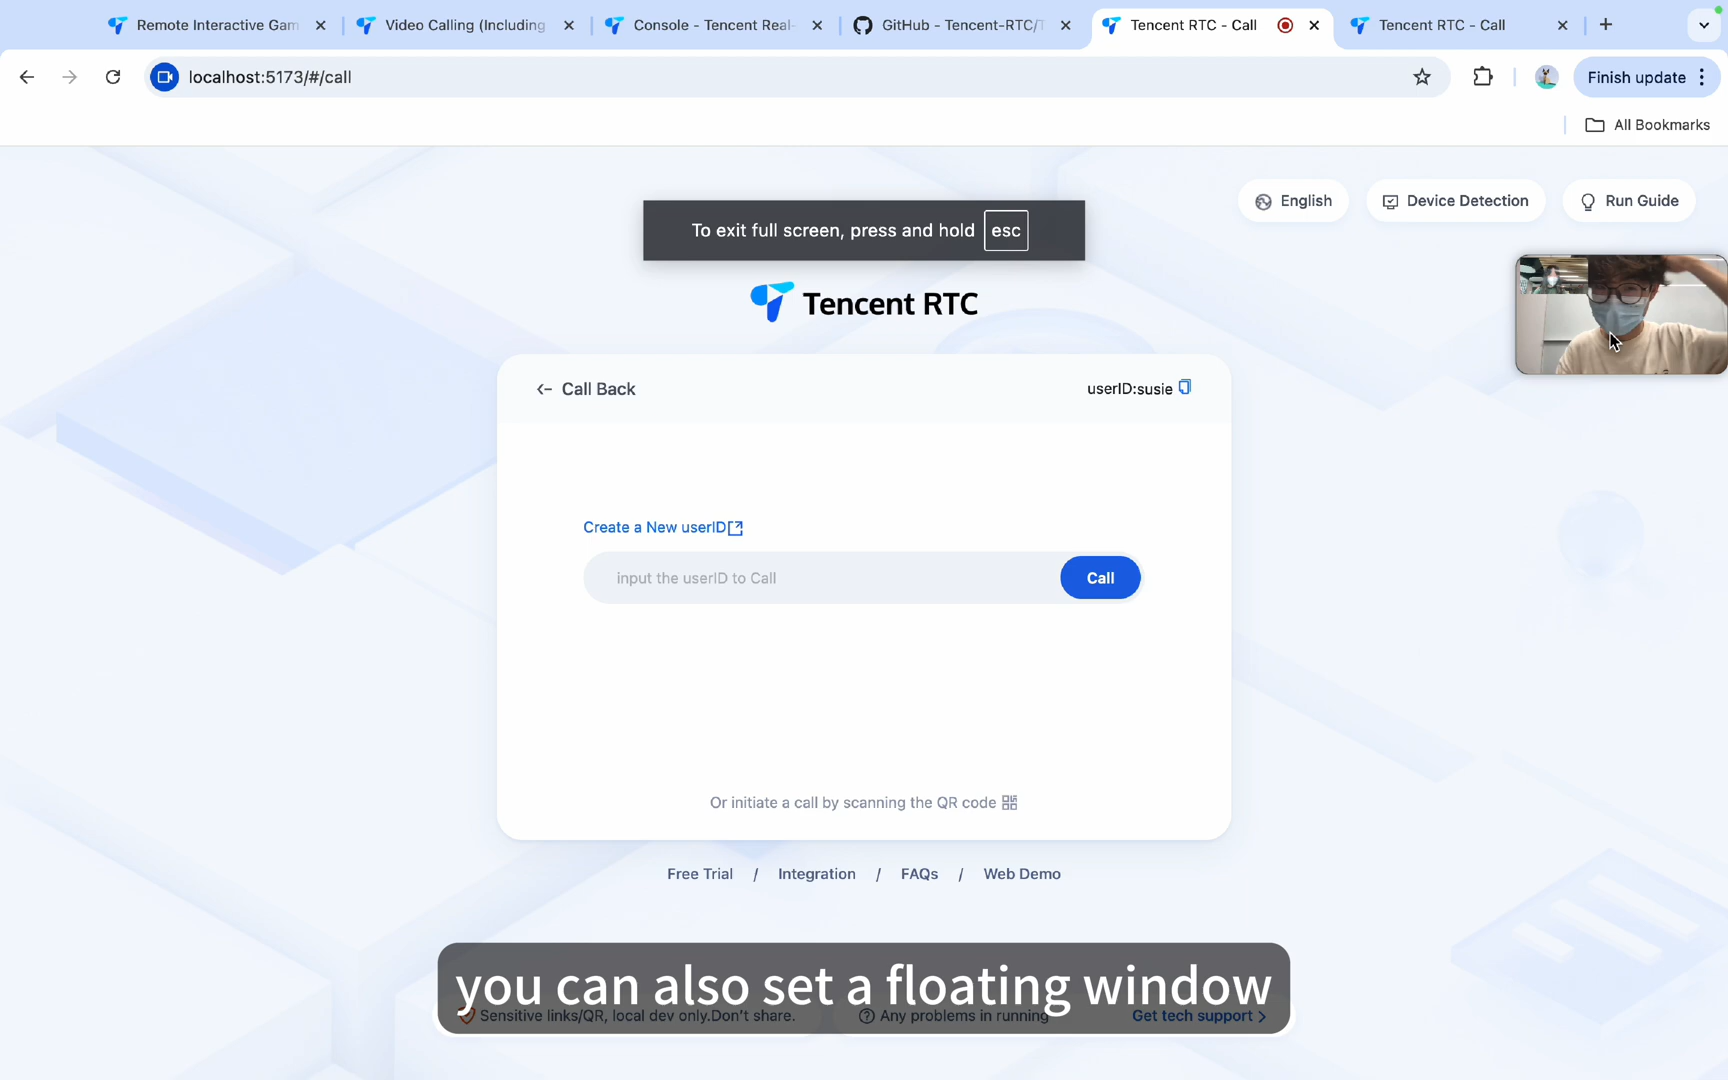 Remote Interactive Gam
Video Calling (Including
Console - Tencent Real-
GitHub - Tencent-RTC/T
Tencent RTC - Call
Tencent RTC - Call
localhost:5173/#/call
Finish update
All Bookmarks
English
Device Detection
Run Guide
To exit full screen, press and hold esc
Tencent RTC
Call Back
userID:susie
Create a New userID
input the userID to Call
Call
Or initiate a call by scanning the QR code
Free Trial / Integration / FAQs / Web Demo
you can also set a floating window
Sensitive links/QR, local dev only.Don't share.
Any problems in running
Get tech support >